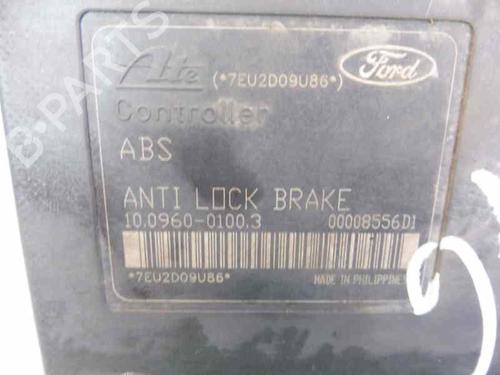 B-PARTS
Ate (*7EU2D09U86*) Ford
Controller
ABS
ANTI LOCK BRAKE
10.0960-0100.3 00008556D1
*7EU2D09U86* MADE IN PHILIPPINES